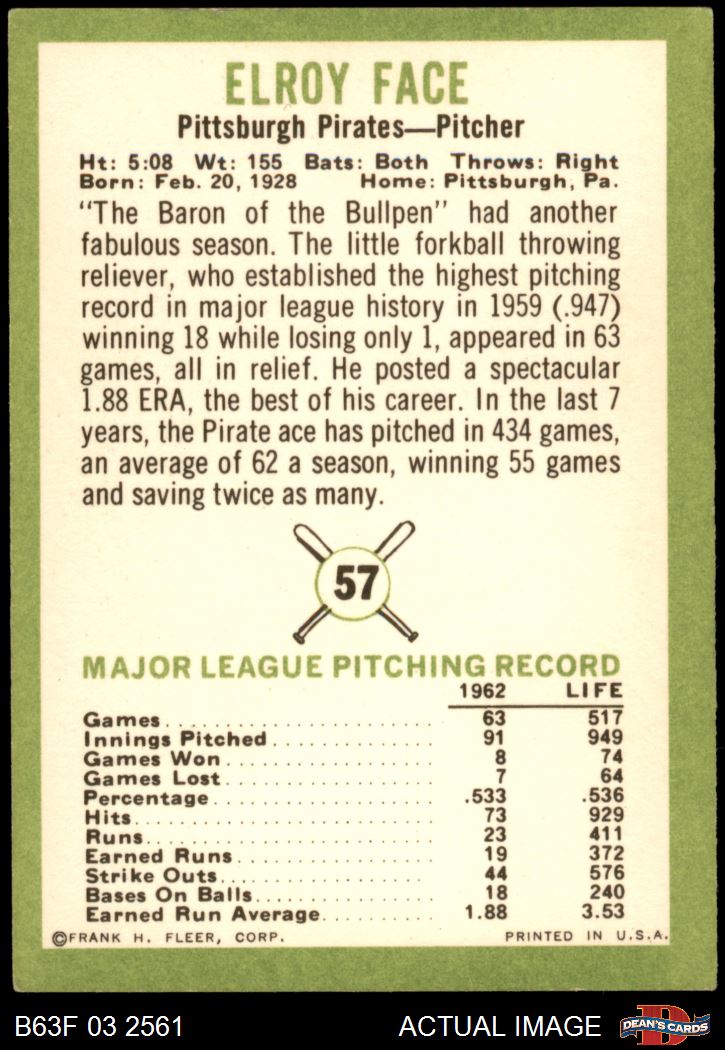 ELROY FACE
Pittsburgh Pirates—Pitcher
Ht: 5:08 Wt: 155 Bats: Both Throws: Right
Born: Feb. 20, 1928 Home: Pittsburgh, Pa.
"The Baron of the Bullpen" had another
fabulous season. The little forkball throwing
reliever, who established the highest pitching
record in major league history in 1959 (.947)
winning 18 while losing only 1, appeared in 63
games, all in relief. He posted a spectacular
1.88 ERA, the best of his career. In the last 7
years, the Pirate ace has pitched in 434 games,
an average of 62 a season, winning 55 games
and saving twice as many.
57
MAJOR LEAGUE PITCHING RECORD
1962 LIFE
Games 63 517
Innings Pitched 91 949
Games Won 8 74
Games Lost 7 64
Percentage .533 .536
Hits 73 929
Runs 23 411
Earned Runs 19 372
Strike Outs 44 576
Bases On Balls 18 240
Earned Run Average 1.88 3.53
©FRANK H. FLEER, CORP. PRINTED IN U.S.A.
B63F 03 2561 ACTUAL IMAGE D DEAN'S CARDS